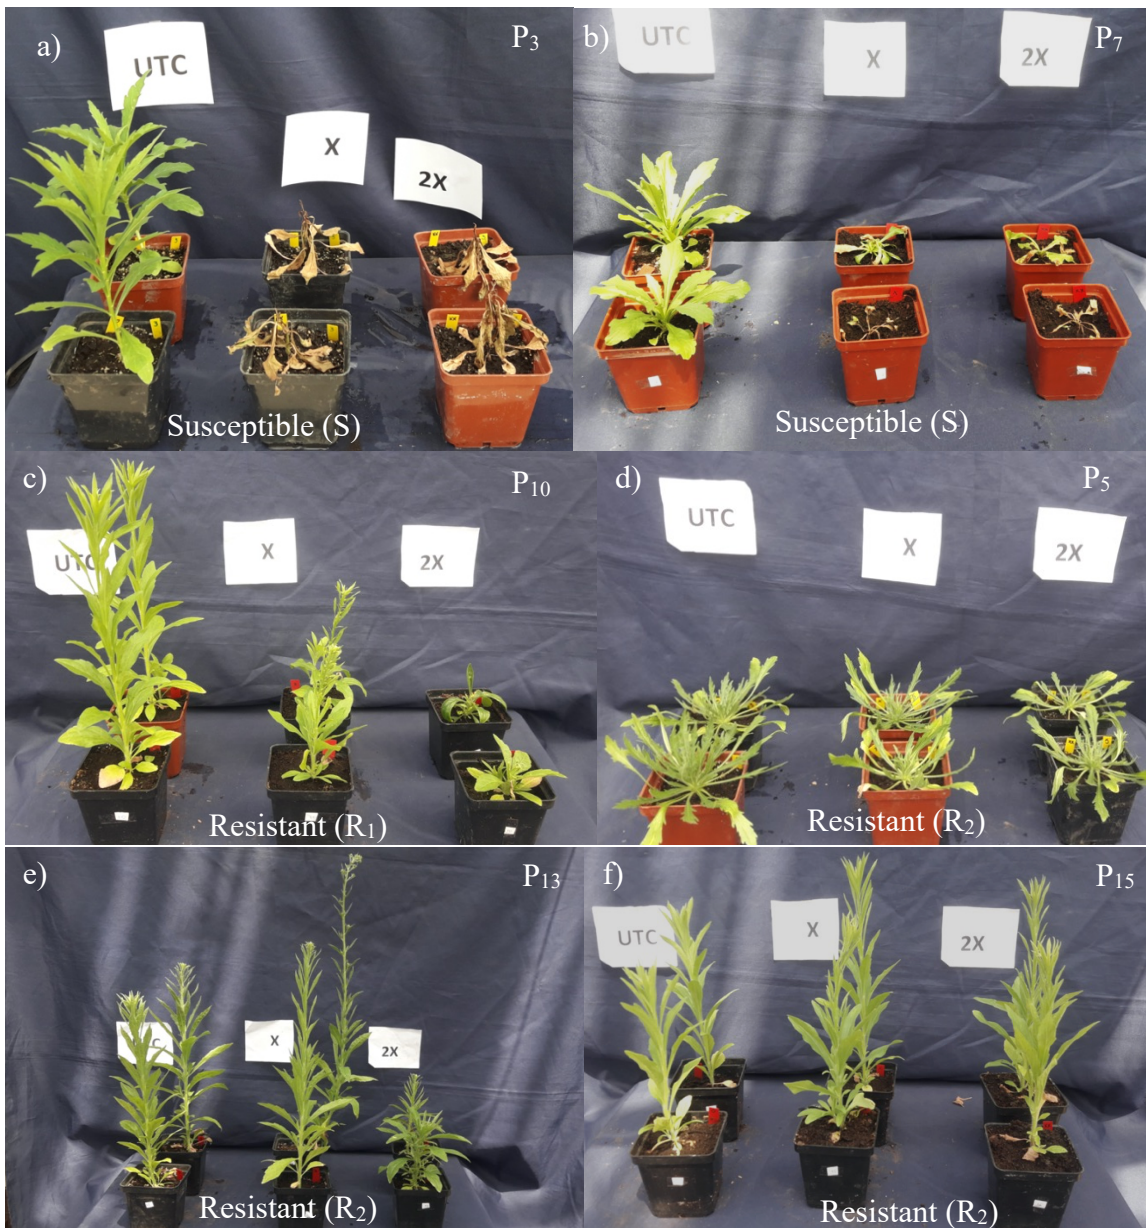 a)
P₃
UTC
X
2X
Susceptible (S)
b)
P₇
UTC
X
2X
Susceptible (S)
c)
P₁₀
UTC
X
2X
Resistant (R₁)
d)
P₅
UTC
X
2X
Resistant (R₂)
e)
P₁₃
X
2X
Resistant (R₂)
f)
P₁₅
UTC
X
2X
Resistant (R₂)